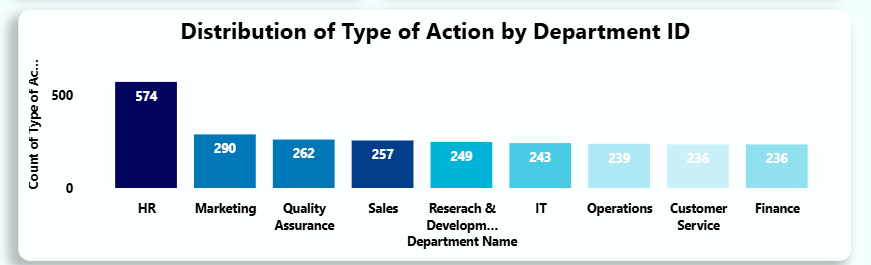 Distribution of Type of Action by Department ID
Count of Type of Ac...
500
0
574
290
262
257
249
243
239
236
236
HR
Marketing
Quality
Assurance
Sales
Reserach &
Developm...
IT
Operations
Customer
Service
Finance
Department Name